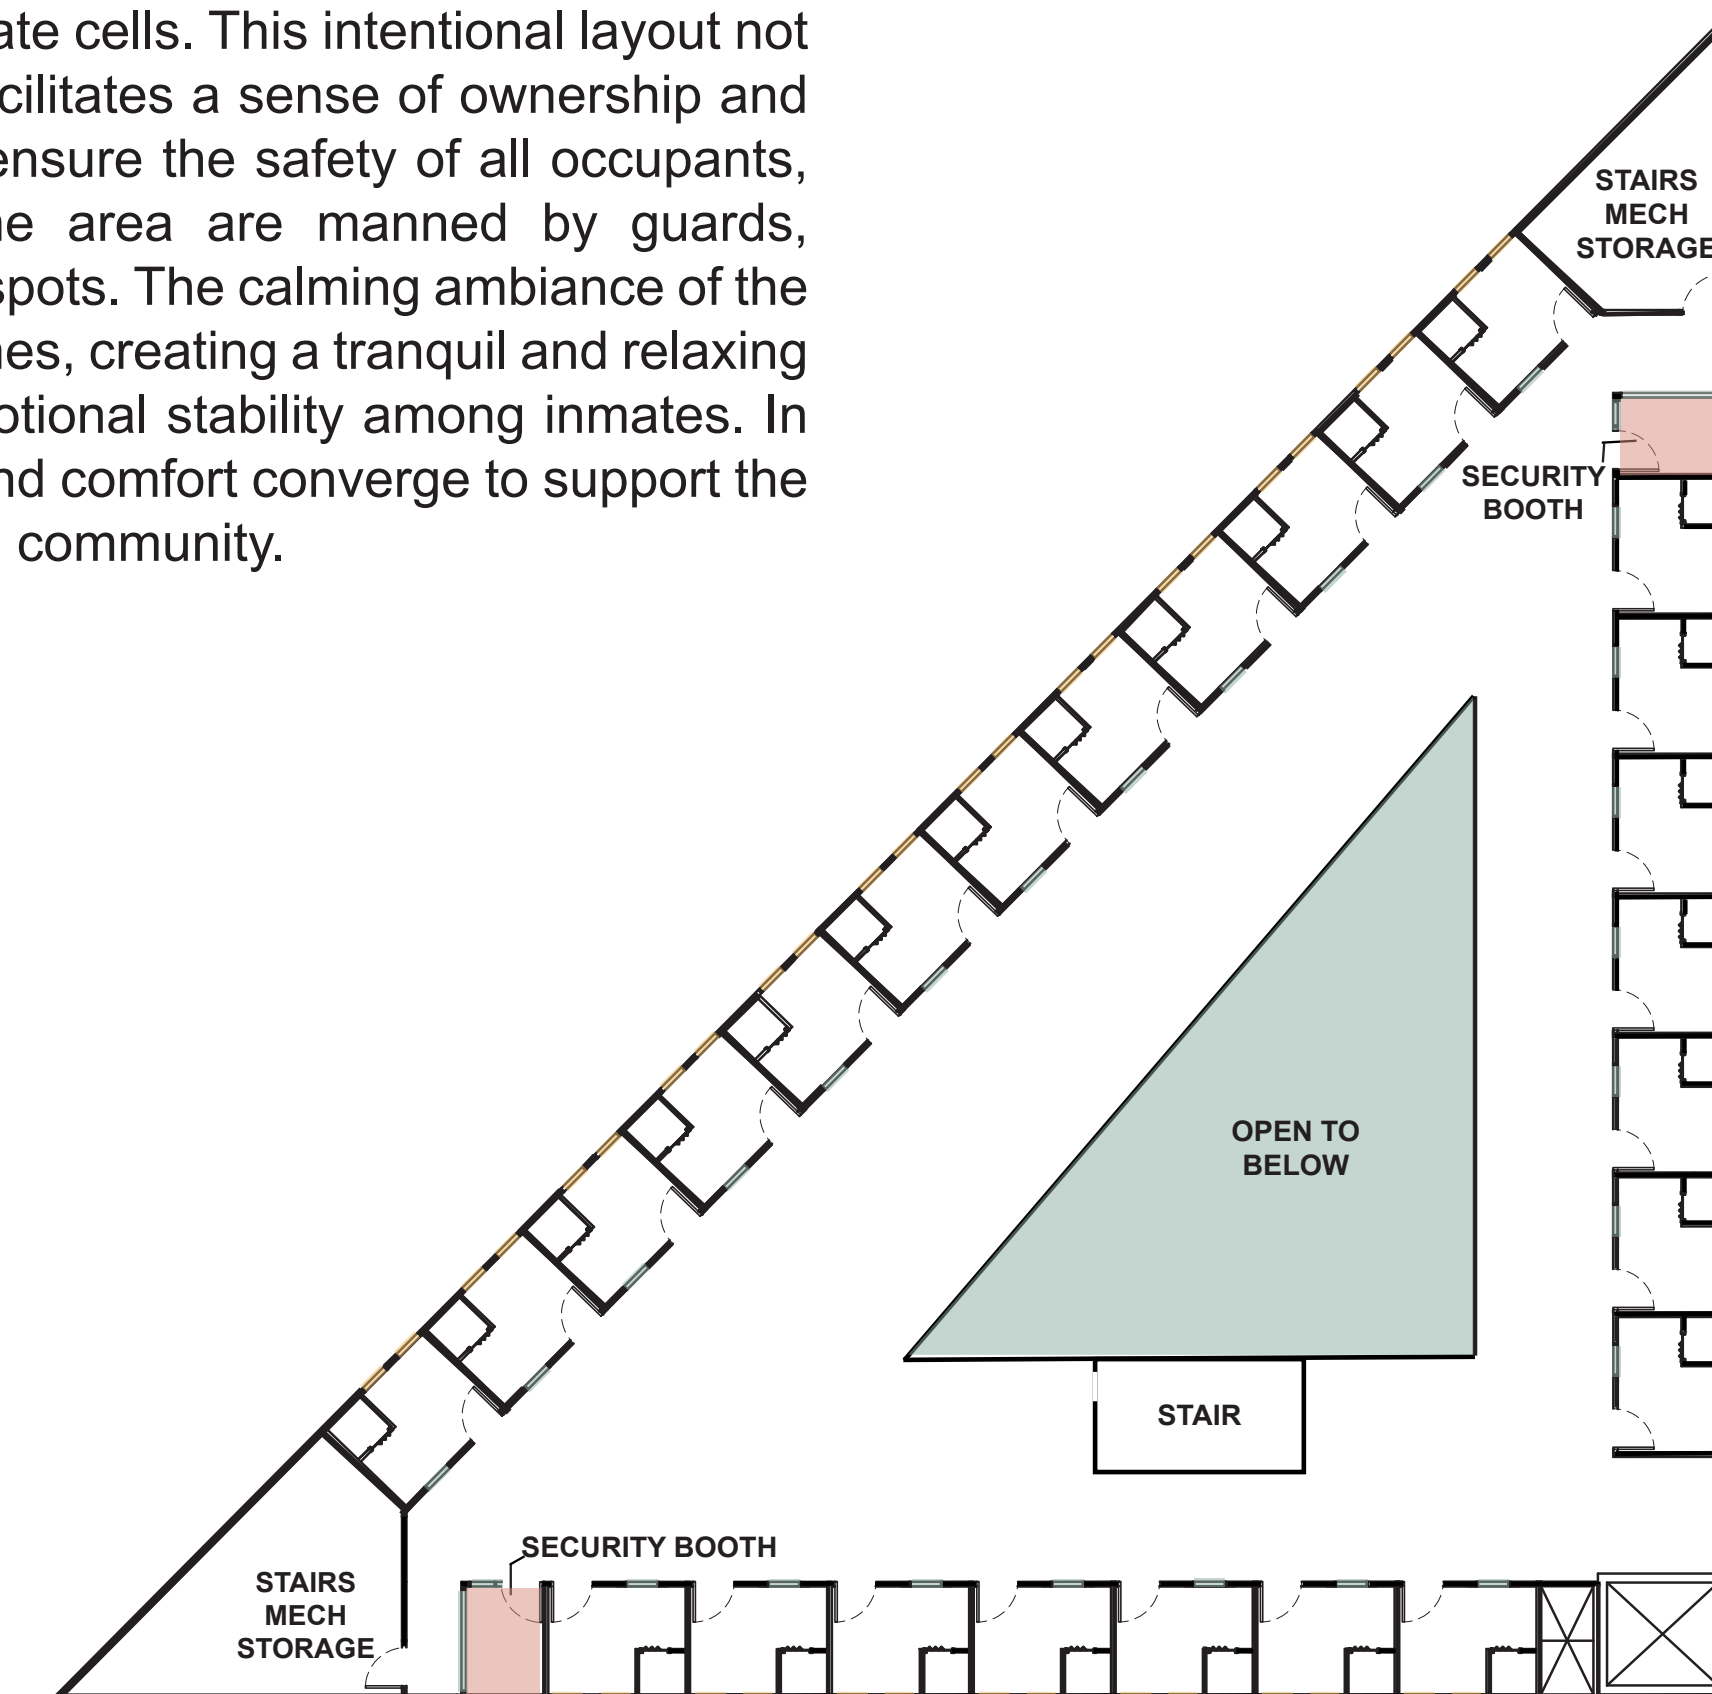 ate cells. This intentional layout not
cilitates a sense of ownership and
ensure the safety of all occupants,
ne area are manned by guards,
spots. The calming ambiance of the
nes, creating a tranquil and relaxing
otional stability among inmates. In
nd comfort converge to support the
community.
STAIRS
MECH
STORAGE
SECURITY
BOOTH
OPEN TO
BELOW
STAIR
SECURITY BOOTH
STAIRS
MECH
STORAGE